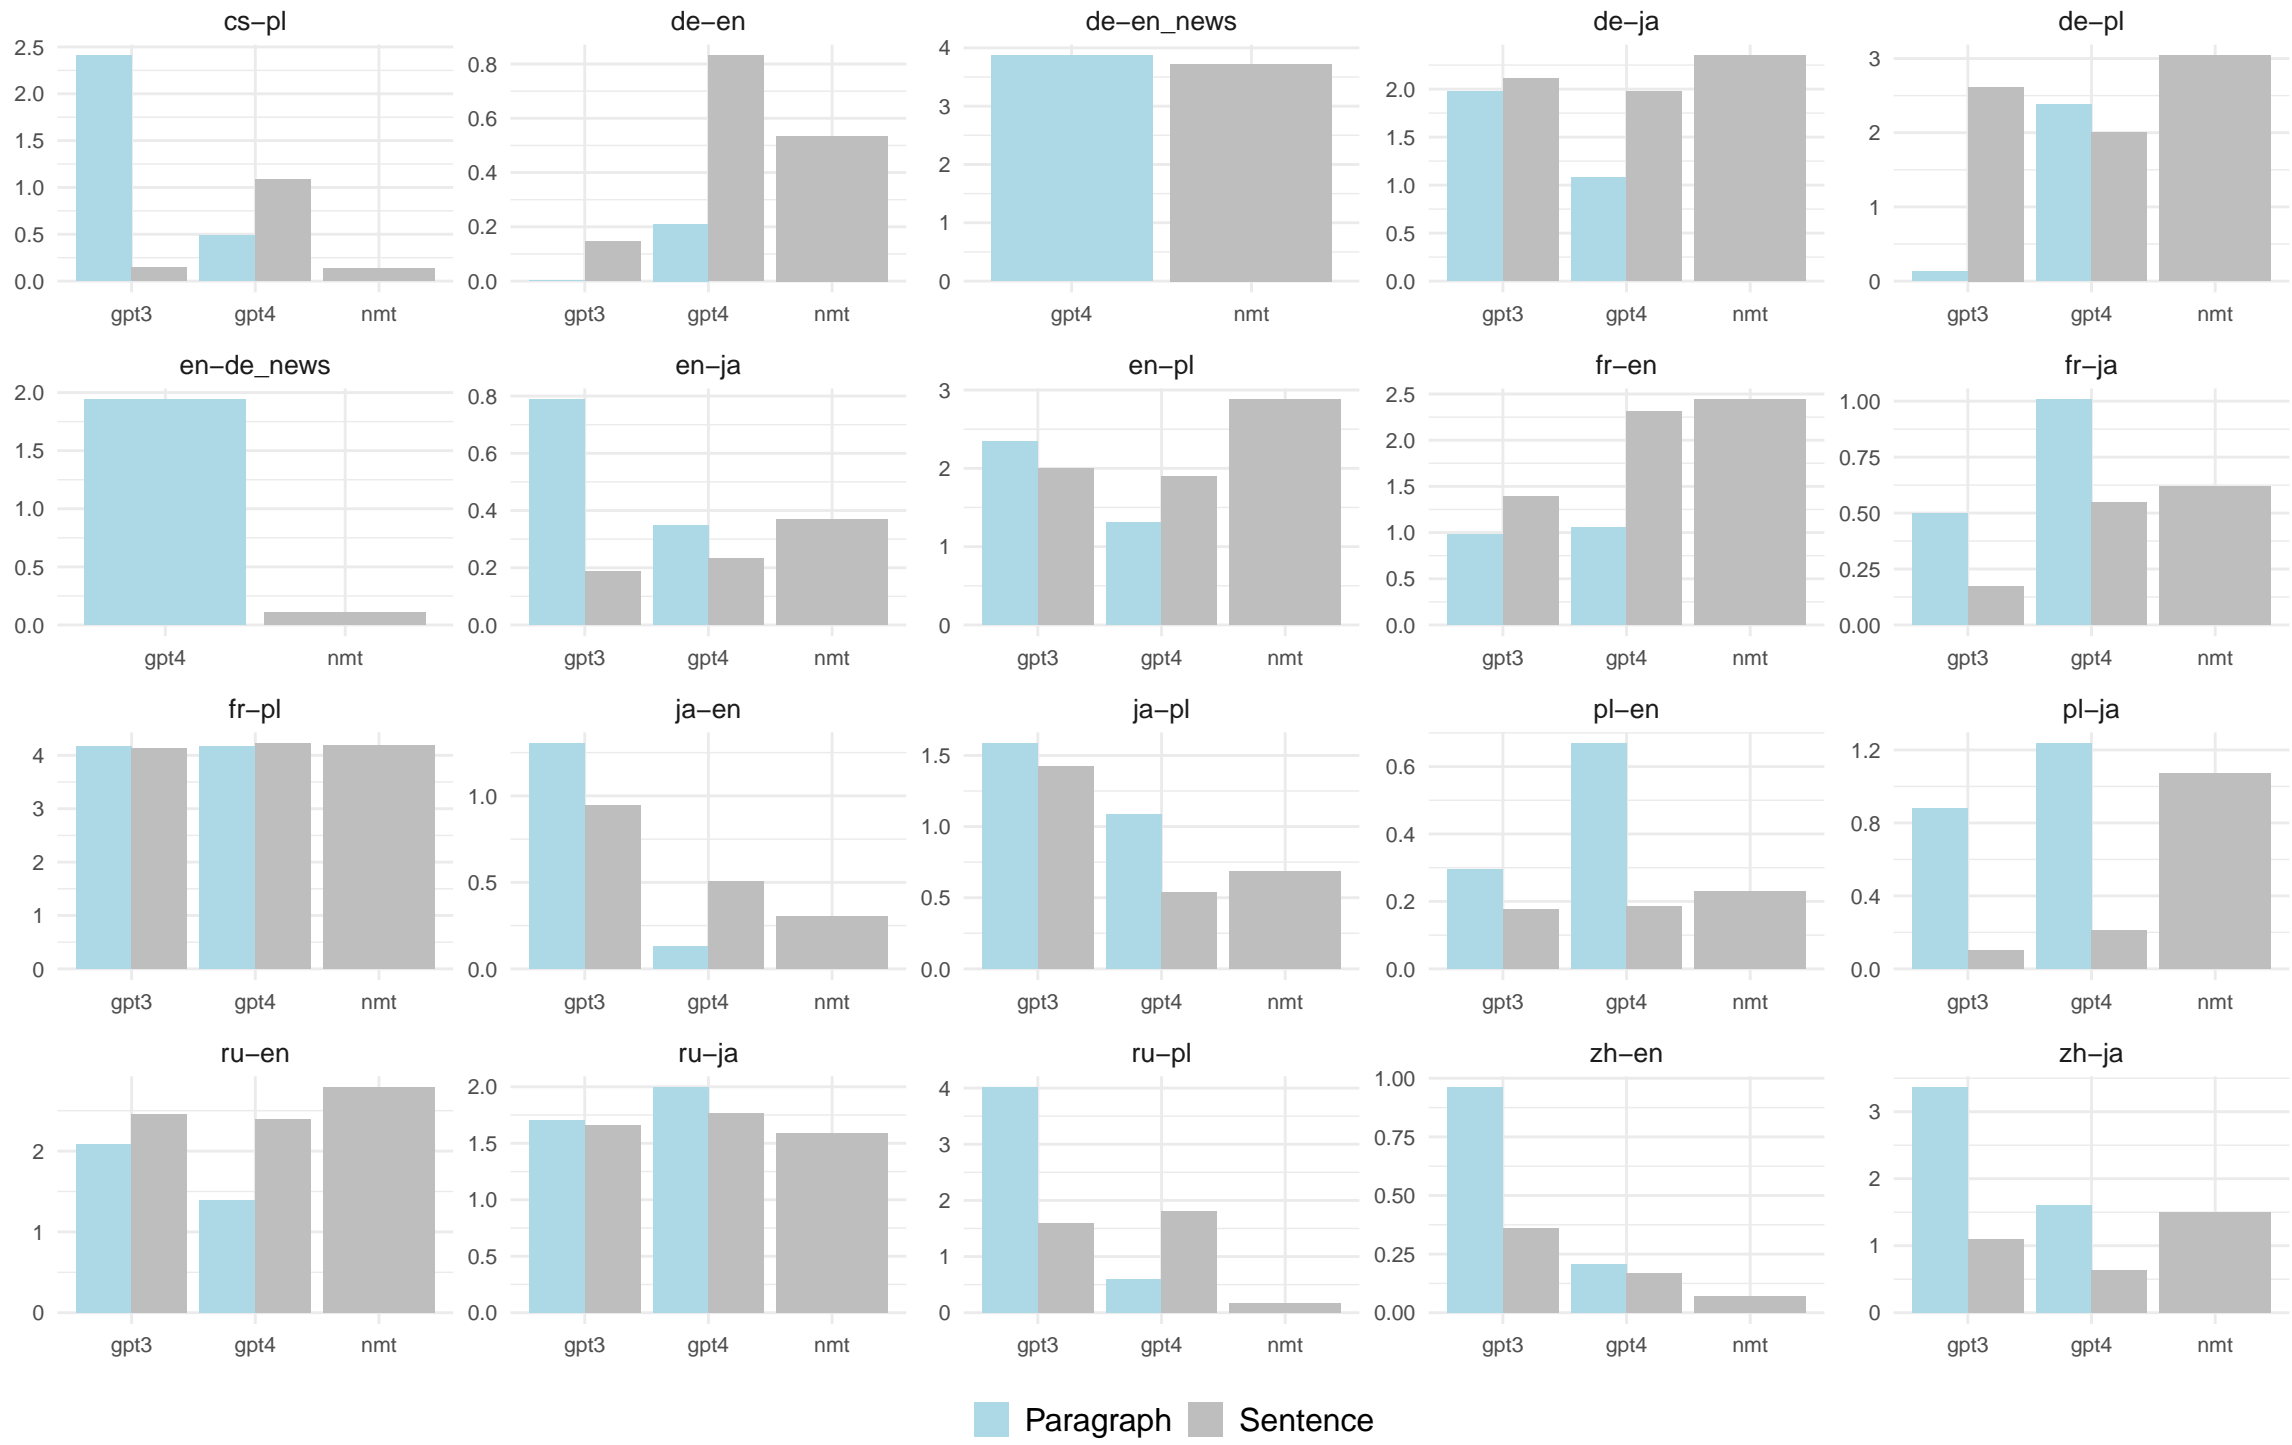 cs−pl
de−en
de−en_news
de−ja
de−pl
2.5
2.0
1.5
1.0
0.5
0.0
gpt3 gpt4 nmt
0.8
0.6
0.4
0.2
0.0
gpt3 gpt4 nmt
4
3
2
1
0
gpt4 nmt
2.0
1.5
1.0
0.5
0.0
gpt3 gpt4 nmt
3
2
1
0
gpt3 gpt4 nmt
en−de_news
en−ja
en−pl
fr−en
fr−ja
2.0
1.5
1.0
0.5
0.0
gpt4 nmt
0.8
0.6
0.4
0.2
0.0
gpt3 gpt4 nmt
3
2
1
0
gpt3 gpt4 nmt
2.5
2.0
1.5
1.0
0.5
0.0
gpt3 gpt4 nmt
1.00
0.75
0.50
0.25
0.00
gpt3 gpt4 nmt
fr−pl
ja−en
ja−pl
pl−en
pl−ja
4
3
2
1
0
gpt3 gpt4 nmt
1.0
0.5
0.0
gpt3 gpt4 nmt
1.5
1.0
0.5
0.0
gpt3 gpt4 nmt
0.6
0.4
0.2
0.0
gpt3 gpt4 nmt
1.2
0.8
0.4
0.0
gpt3 gpt4 nmt
ru−en
ru−ja
ru−pl
zh−en
zh−ja
2
1
0
gpt3 gpt4 nmt
2.0
1.5
1.0
0.5
0.0
gpt3 gpt4 nmt
4
3
2
1
0
gpt3 gpt4 nmt
1.00
0.75
0.50
0.25
0.00
gpt3 gpt4 nmt
3
2
1
0
gpt3 gpt4 nmt
Paragraph Sentence